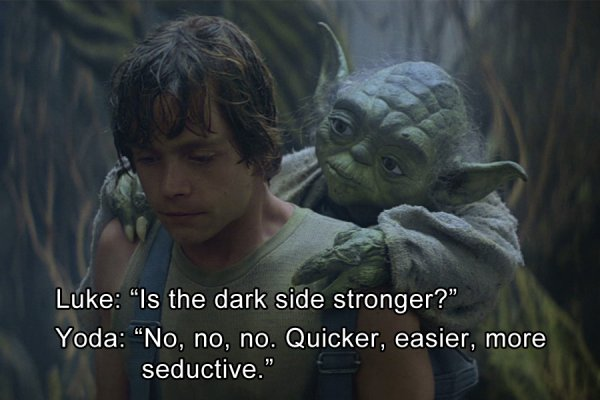 Luke: “Is the dark side stronger?”
Yoda: “No, no, no. Quicker, easier, more
seductive.”